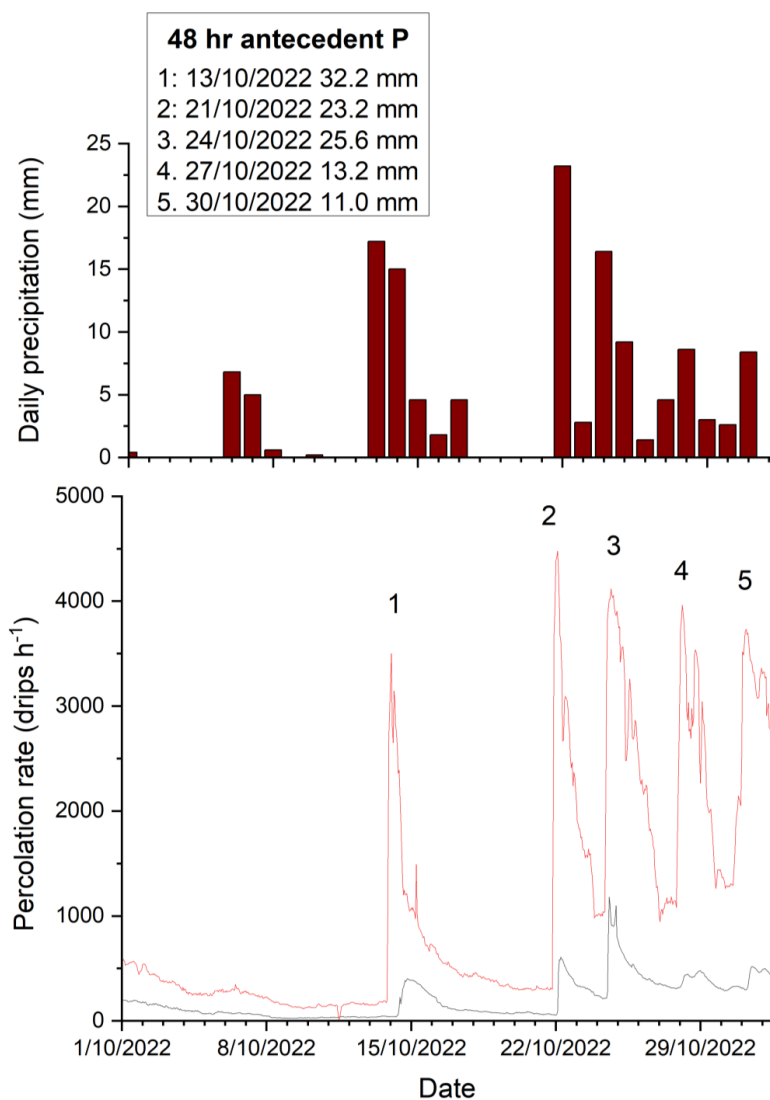 48 hr antecedent P
1: 13/10/2022 32.2 mm
2: 21/10/2022 23.2 mm
3. 24/10/2022 25.6 mm
4. 27/10/2022 13.2 mm
5. 30/10/2022 11.0 mm
Daily precipitation (mm)
25
20
15
10
5
0
Percolation rate (drips h⁻¹)
5000
4000
3000
2000
1000
0
1
2
3
4
5
1/10/2022 8/10/2022 15/10/2022 22/10/2022 29/10/2022
Date